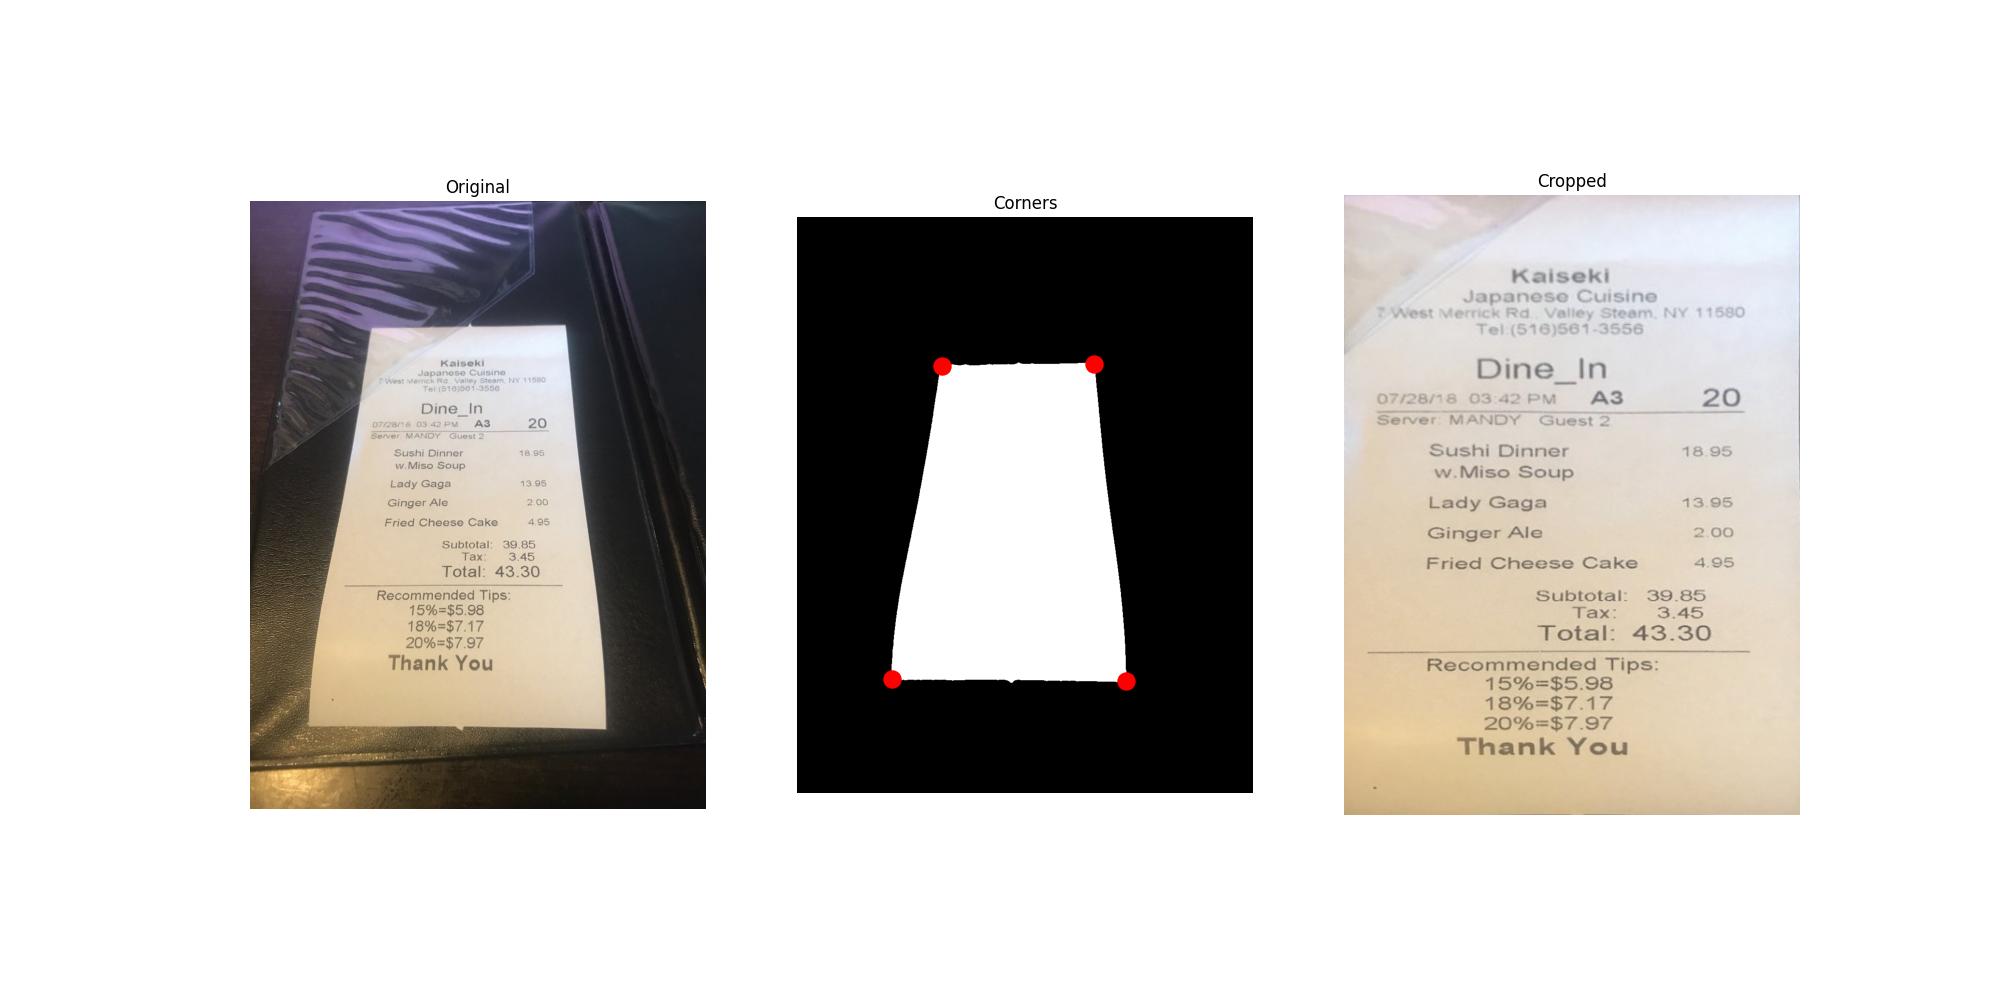 Original
Kaiseki
Japanese Cuisine
7 West Merrick Rd., Valley Steam, NY 11580
Tel:(516)561-3556
Dine_In
07/28/18 03:42 PM A3 20
Server: MANDY Guest 2
Sushi Dinner 18.95
w.Miso Soup
Lady Gaga 13.95
Ginger Ale 2.00
Fried Cheese Cake 4.95
Subtotal: 39.85
Tax: 3.45
Total: 43.30
Recommended Tips:
15%=$5.98
18%=$7.17
20%=$7.97
Thank You
Corners
Cropped
Kaiseki
Japanese Cuisine
7 West Merrick Rd., Valley Steam, NY 11580
Tel:(516)561-3556
Dine_In
07/28/18 03:42 PM A3 20
Server: MANDY Guest 2
Sushi Dinner 18.95
w.Miso Soup
Lady Gaga 13.95
Ginger Ale 2.00
Fried Cheese Cake 4.95
Subtotal: 39.85
Tax: 3.45
Total: 43.30
Recommended Tips:
15%=$5.98
18%=$7.17
20%=$7.97
Thank You